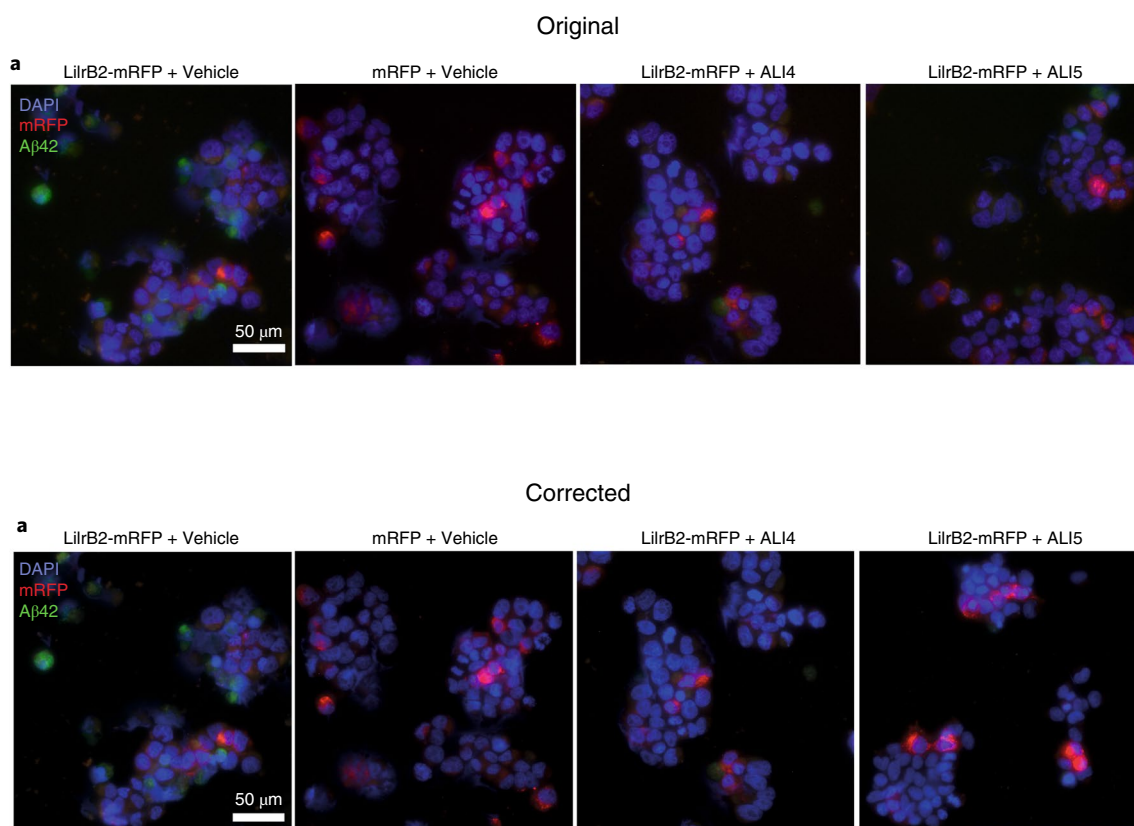 Original
a
LilrB2-mRFP + Vehicle
mRFP + Vehicle
LilrB2-mRFP + ALI4
LilrB2-mRFP + ALI5
DAPI
mRFP
Aβ42
50 μm
Corrected
a
LilrB2-mRFP + Vehicle
mRFP + Vehicle
LilrB2-mRFP + ALI4
LilrB2-mRFP + ALI5
DAPI
mRFP
Aβ42
50 μm